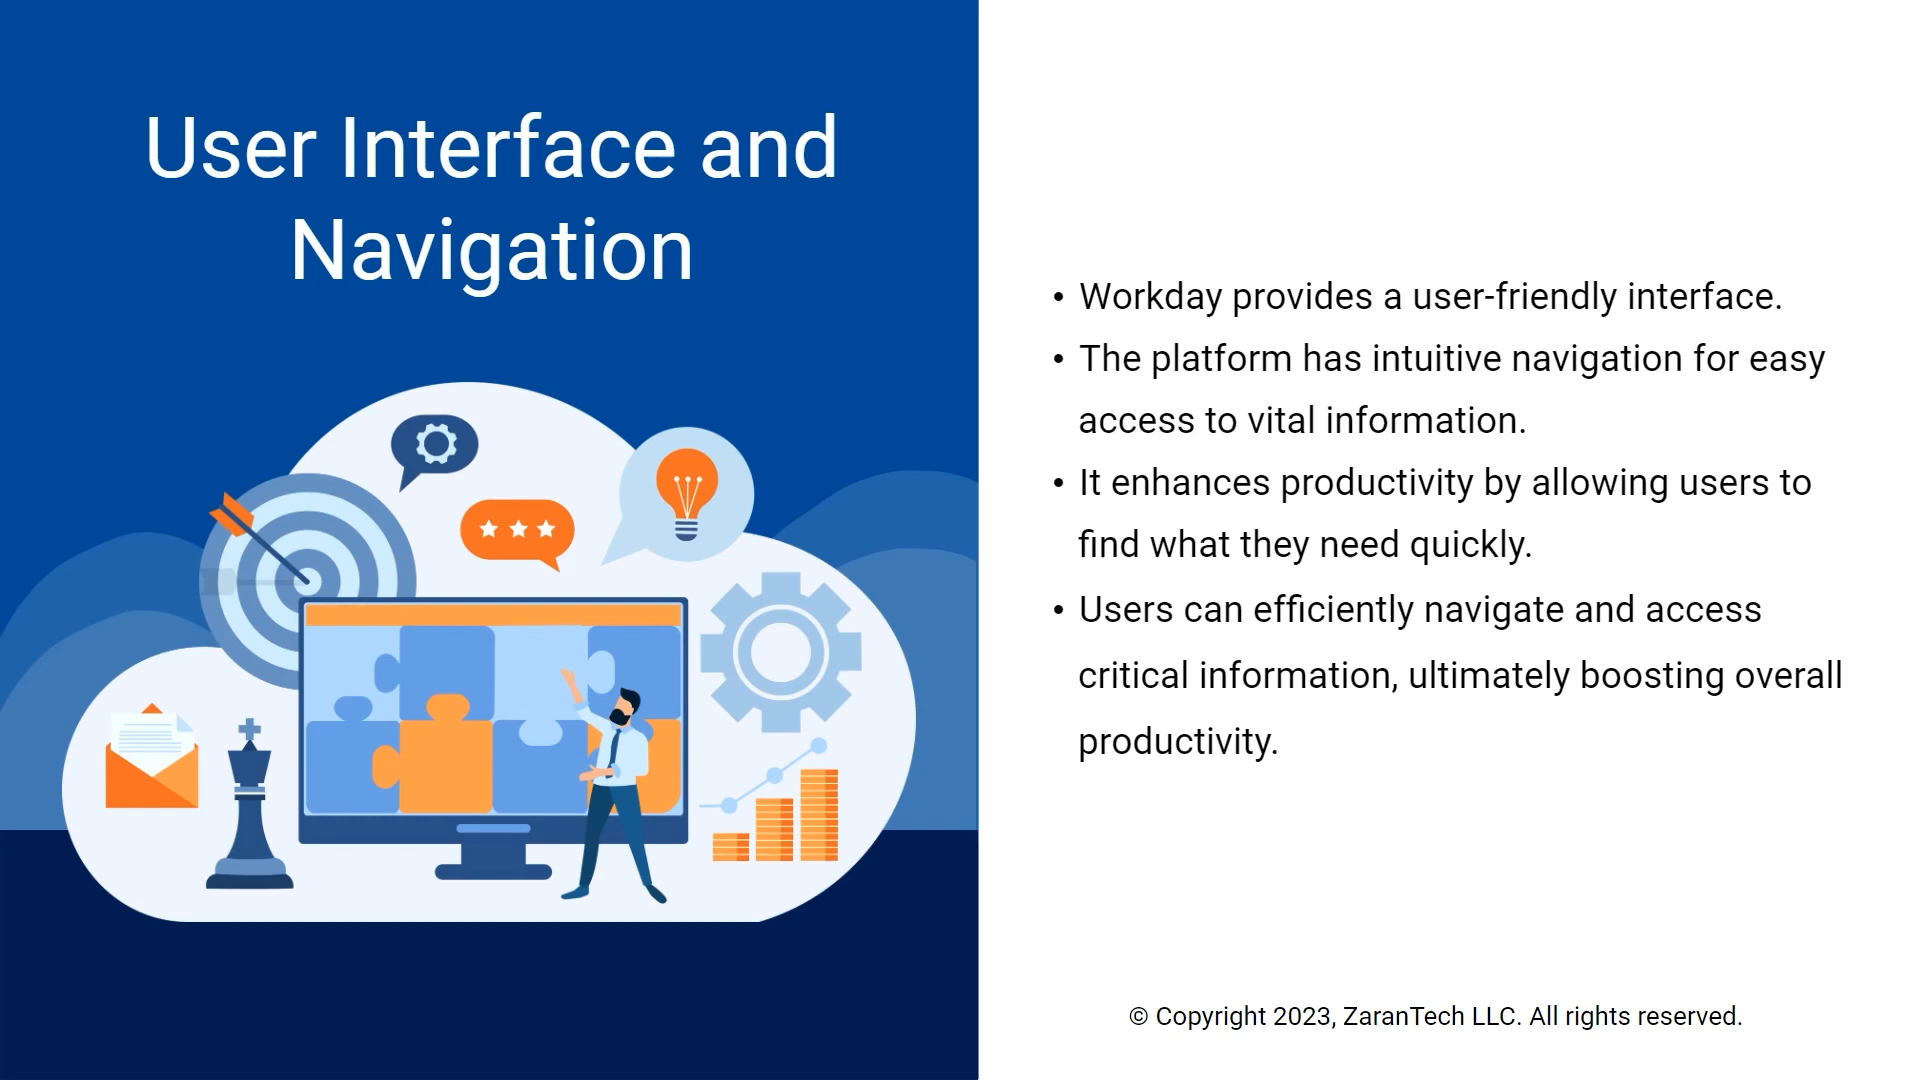 User Interface and
Navigation
• Workday provides a user-friendly interface.
• The platform has intuitive navigation for easy
access to vital information.
• It enhances productivity by allowing users to
find what they need quickly.
• Users can efficiently navigate and access
critical information, ultimately boosting overall
productivity.
© Copyright 2023, ZaranTech LLC. All rights reserved.